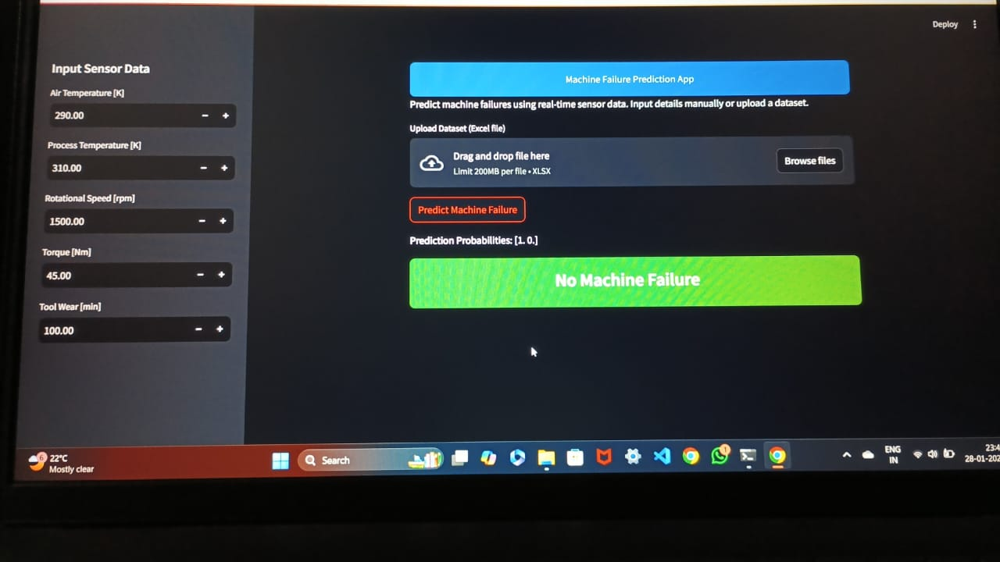 Deploy
Input Sensor Data
Air Temperature [K]
290.00
Process Temperature [K]
310.00
Rotational Speed [rpm]
1500.00
Torque [Nm]
45.00
Tool Wear [min]
100.00
Machine Failure Prediction App
Predict machine failures using real-time sensor data. Input details manually or upload a dataset.
Upload Dataset (Excel file)
Drag and drop file here
Limit 200MB per file • XLSX
Browse files
Predict Machine Failure
Prediction Probabilities: [1. 0.]
No Machine Failure
6
22°C
Mostly clear
Search
1
ENG
IN
23:4
28-01-202